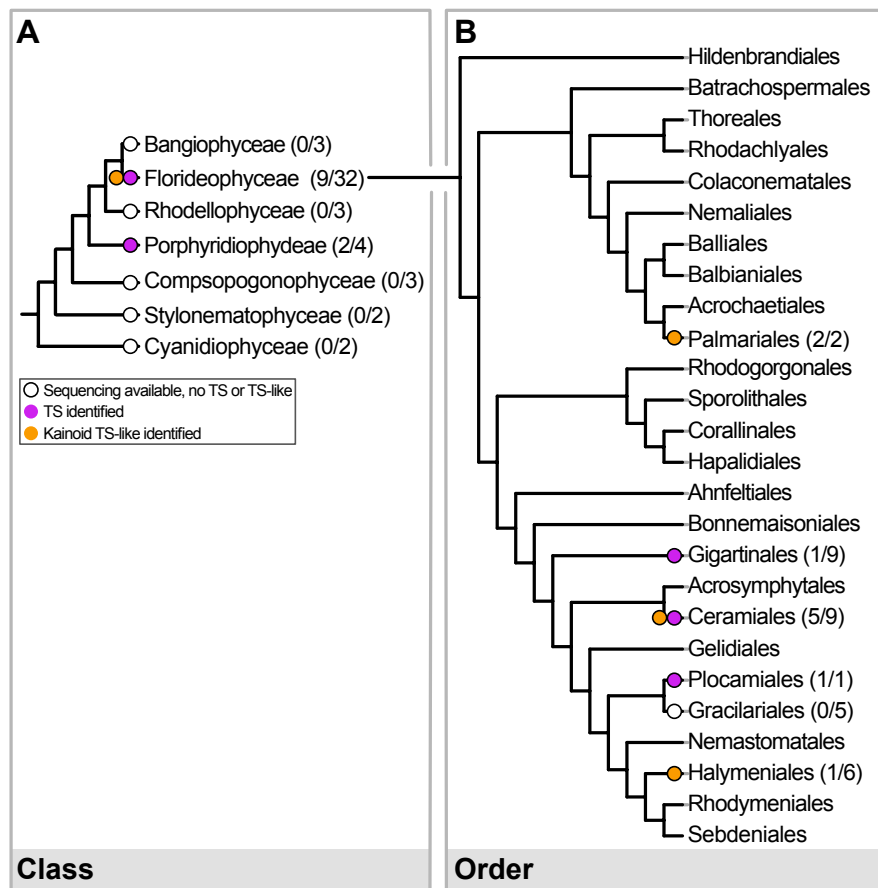 A
Bangiophyceae (0/3)
Florideophyceae (9/32)
Rhodellophyceae (0/3)
Porphyridiophydeae (2/4)
Compsopogonophyceae (0/3)
Stylonematophyceae (0/2)
Cyanidiophyceae (0/2)
Sequencing available, no TS or TS-like
TS identified
Kainoid TS-like identified
Class
B
Hildenbrandiales
Batrachospermales
Thoreales
Rhodachlyales
Colaconematales
Nemaliales
Balliales
Balbianiales
Acrochaetiales
Palmariales (2/2)
Rhodogorgonales
Sporolithales
Corallinales
Hapalidiales
Ahnfeltiales
Bonnemaisoniales
Gigartinales (1/9)
Acrosymphytales
Ceramiales (5/9)
Gelidiales
Plocamiales (1/1)
Gracilariales (0/5)
Nemastomatales
Halymeniales (1/6)
Rhodymeniales
Sebdeniales
Order